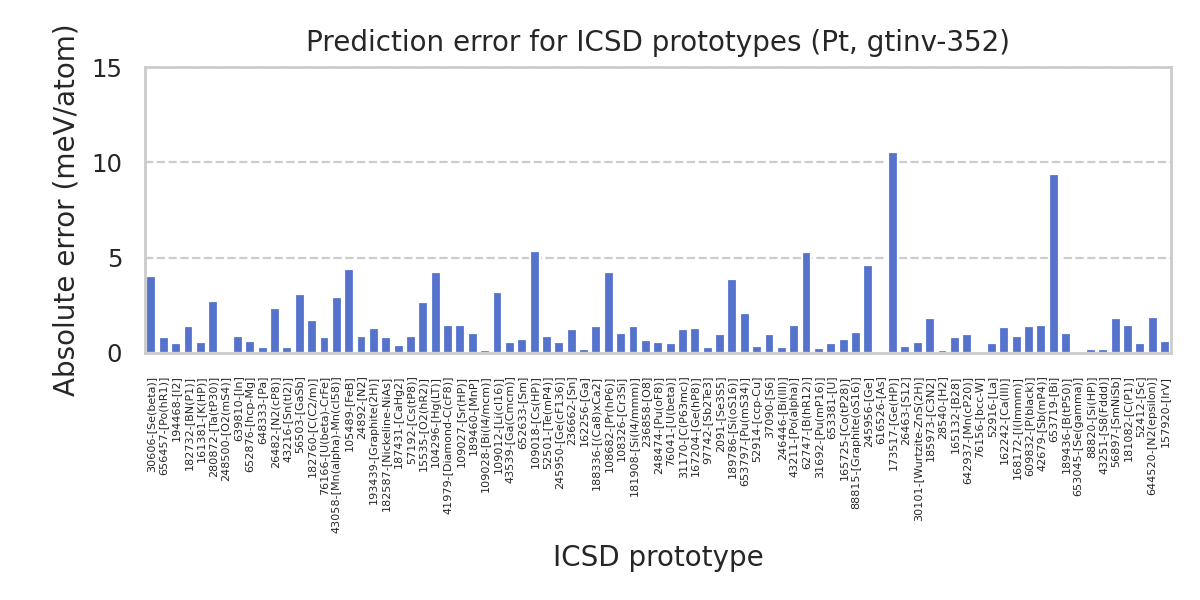 Prediction error for ICSD prototypes (Pt, gtinv-352)
Absolute error (meV/atom)
15
10
5
0
30606-[Se(beta)]
656457-[Po(hR1)]
194468-[I2]
182732-[BN(P1)]
161381-[K(HP)]
280872-[Ta(tP30)]
248500-[O2(mS4)]
639810-[In]
652876-[hcp-Mg]
648333-[Pa]
26482-[N2(cP8)]
43216-[Sn(tI2)]
56503-[GaSb]
182760-[C(C2/m)]
76166-[U(beta)-CrFe]
43058-[Mn(alpha)-Mn(cI58)]
105489-[FeB]
24892-[N2]
193439-[Graphite(2H)]
182587-[Nickeline-NiAs]
187431-[CaHg2]
57192-[Cs(tP8)]
15535-[O2(hR2)]
104296-[Hg(LT)]
41979-[Diamond-C(cF8)]
109027-[Sr(HP)]
189460-[MnP]
109028-[Bi(I4/mcm)]
109012-[Li(cI16)]
43539-[Ga(Cmcm)]
652633-[Sm]
109018-[Cs(HP)]
52501-[Te(mP4)]
245950-[Ge(cF136)]
236662-[Sn]
162256-[Ga]
188336-[(Ca8)xCa2]
108682-[Pr(hP6)]
108326-[Cr3Si]
181908-[Si(I4/mmm)]
236858-[O8]
248474-[Pu(oF8)]
76041-[U(beta)]
31170-[C(P63mc)]
167204-[Ge(hP8)]
97742-[Sb2Te3]
2091-[Se3S5]
189786-[Si(oS16)]
653797-[Pu(mS34)]
52914-[ccp-Cu]
37090-[S6]
246446-[Bi(III)]
43211-[Po(alpha)]
62747-[B(hR12)]
31692-[Pu(mP16)]
653381-[U]
165725-[Co(tP28)]
88815-[Graphite(oS16)]
245956-[Ge]
616526-[As]
173517-[Ge(HP)]
26463-[S12]
30101-[Wurtzite-ZnS(2H)]
185973-[C3N2]
28540-[H2]
165132-[B28]
642937-[Mn(cP20)]
76156-[bcc-W]
52916-[La]
162242-[Ca(III)]
168172-[I(Immm)]
609832-[P(black)]
42679-[Sb(mP4)]
653719-[Bi]
189436-[B(tP50)]
653045-[Se(gamma)]
88820-[Si(HP)]
43251-[S8(Fddd)]
56897-[SmNiSb]
181082-[C(P1)]
52412-[Sc]
644520-[N2(epsilon)]
157920-[IrV]
ICSD prototype